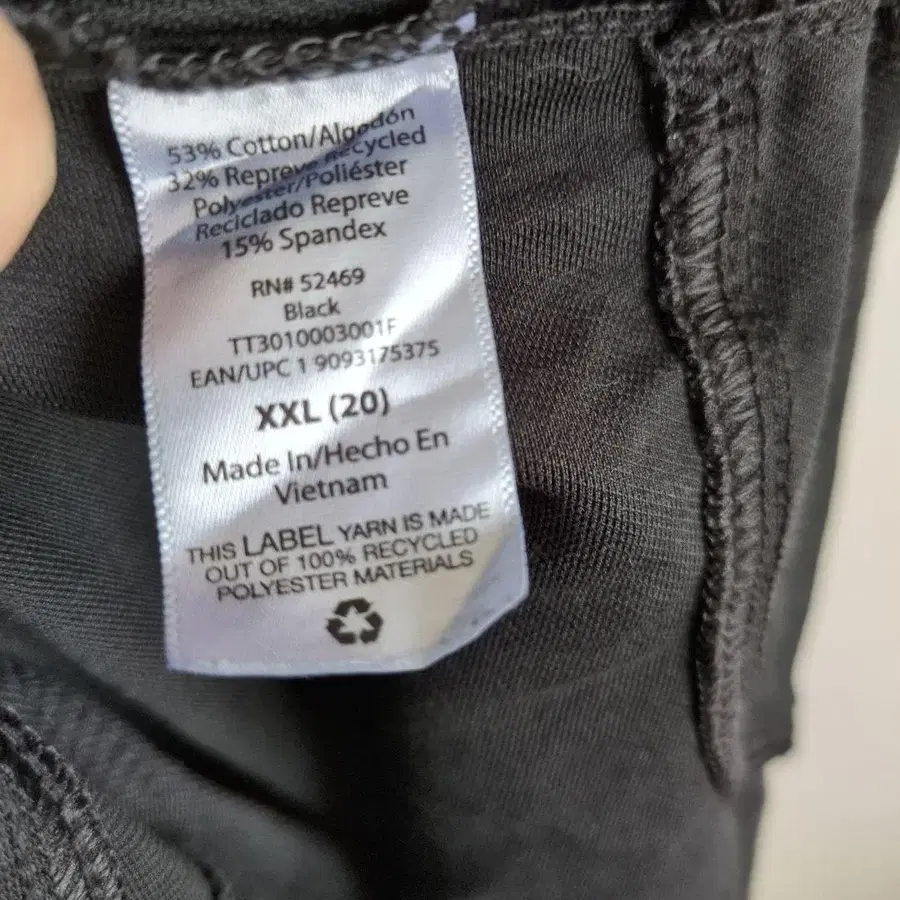 53% Cotton/Algodón
32% Repreve Recycled
Polyester/Poliéster
Reciclado Repreve
15% Spandex
RN# 52469
Black
TT3010003001F
EAN/UPC 1 9093175375
XXL (20)
Made In/Hecho En
Vietnam
THIS LABEL YARN IS MADE
OUT OF 100% RECYCLED
POLYESTER MATERIALS